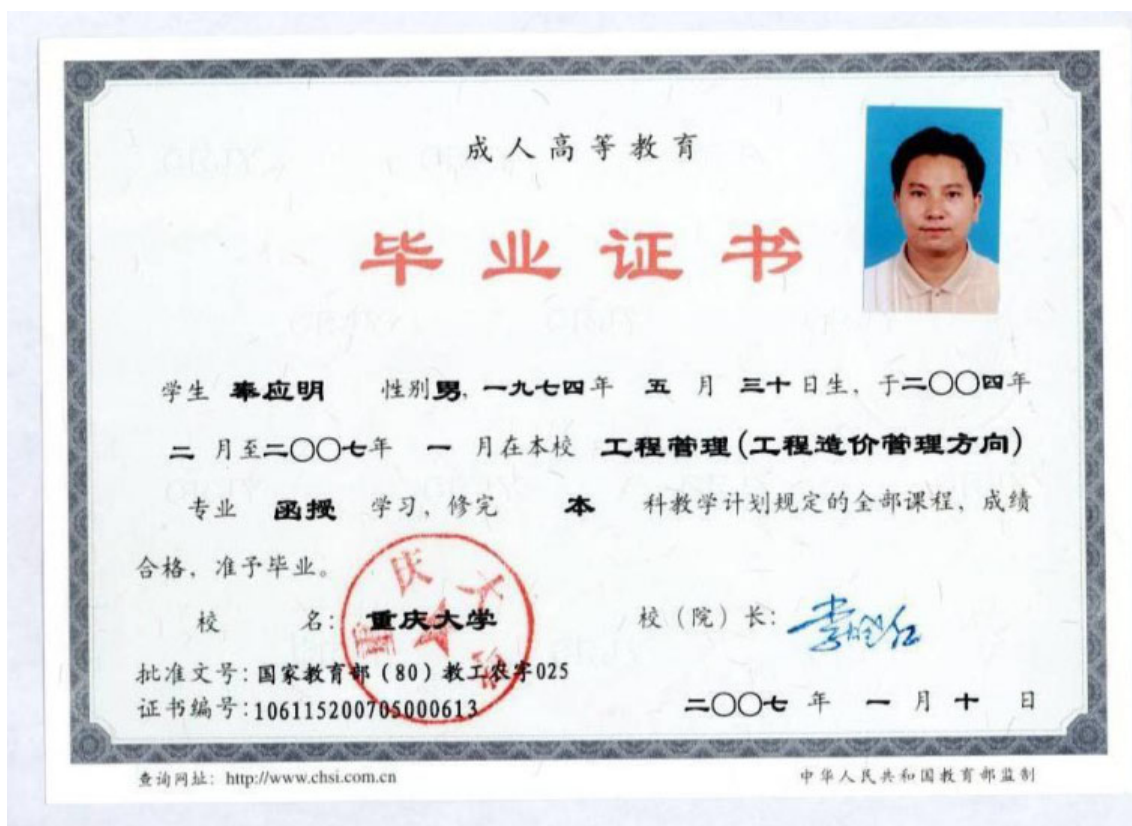 成人高等教育
毕业证书
学生 秦应明 性别男, 一九七四年 五 月 三十日生, 于二〇〇四年
二 月至二〇〇七年 一 月在本校 工程管理(工程造价管理方向)
专业 函授 学习, 修完 本 科教学计划规定的全部课程, 成绩
合格, 准予毕业。
校 名: 重庆大学 校(院)长:
重庆大学
批准文号: 国家教育部(80)教工农字025
证书编号: 106115200705000613
二〇〇七 年 一 月 十 日
查询网址: http://www.chsi.com.cn 中华人民共和国教育部监制